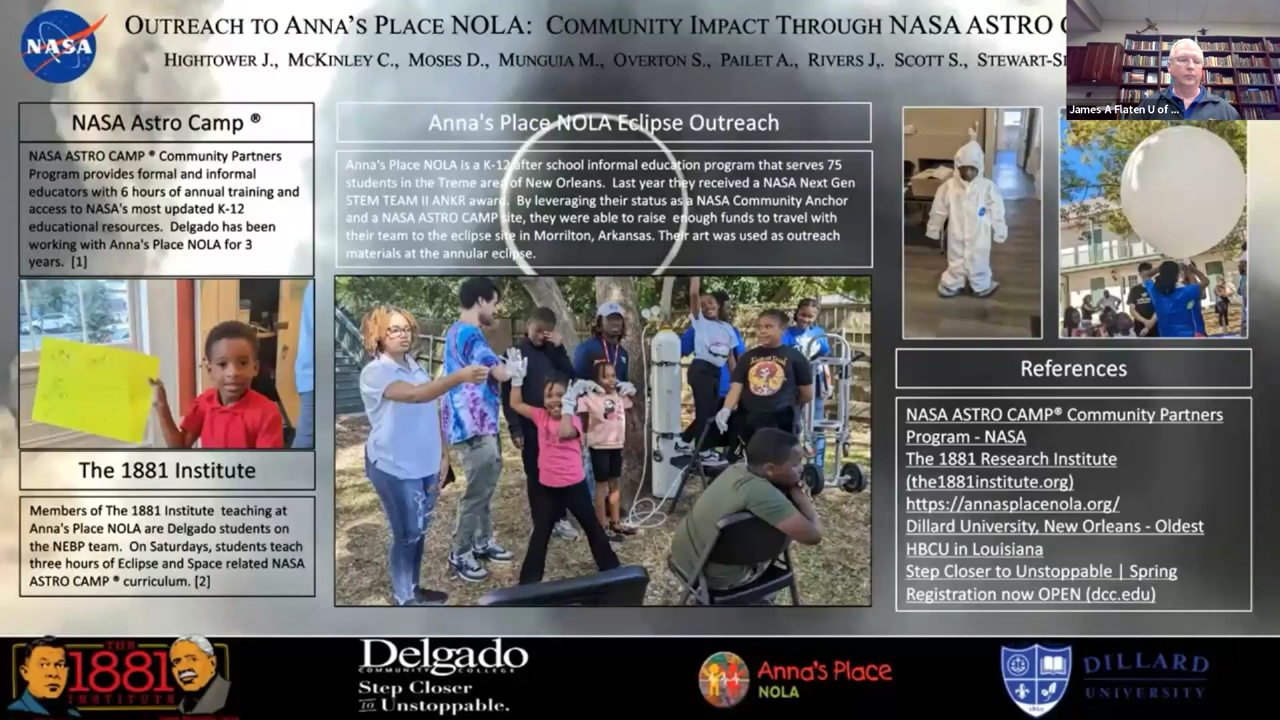 NASA
OUTREACH TO ANNA'S PLACE NOLA: COMMUNITY IMPACT THROUGH NASA ASTRO
HIGHTOWER J., MCKINLEY C., MOSES D., MUNGUIA M., OVERTON S., PAILET A., RIVERS J,. SCOTT S., STEWART-
James A Flaten U of ...
NASA Astro Camp ®
NASA ASTRO CAMP ® Community Partners
Program provides formal and informal
educators with 6 hours of annual training and
access to NASA's most updated K-12
educational resources. Delgado has been
working with Anna's Place NOLA for 3
years. [1]
The 1881 Institute
Members of The 1881 Institute teaching at
Anna's Place NOLA are Delgado students on
the NEBP team. On Saturdays, students teach
three hours of Eclipse and Space related NASA
ASTRO CAMP ® curriculum. [2]
Anna's Place NOLA Eclipse Outreach
Anna's Place NOLA is a K-12 after school informal education program that serves 75
students in the Treme area of New Orleans. Last year they received a NASA Next Gen
STEM TEAM II ANKR award. By leveraging their status as a NASA Community Anchor
and a NASA ASTRO CAMP site, they were able to raise enough funds to travel with
their team to the eclipse site in Morrilton, Arkansas. Their art was used as outreach
materials at the annular eclipse.
References
NASA ASTRO CAMP® Community Partners
Program - NASA
The 1881 Research Institute
(the1881institute.org)
https://annasplacenola.org/
Dillard University, New Orleans - Oldest
HBCU in Louisiana
Step Closer to Unstoppable | Spring
Registration now OPEN (dcc.edu)
THE
1881
INSTITUTE
Delgado
COMMUNITY COLLEGE
Step Closer
to Unstoppable.
Anna's Place
NOLA
DILLARD
UNIVERSITY